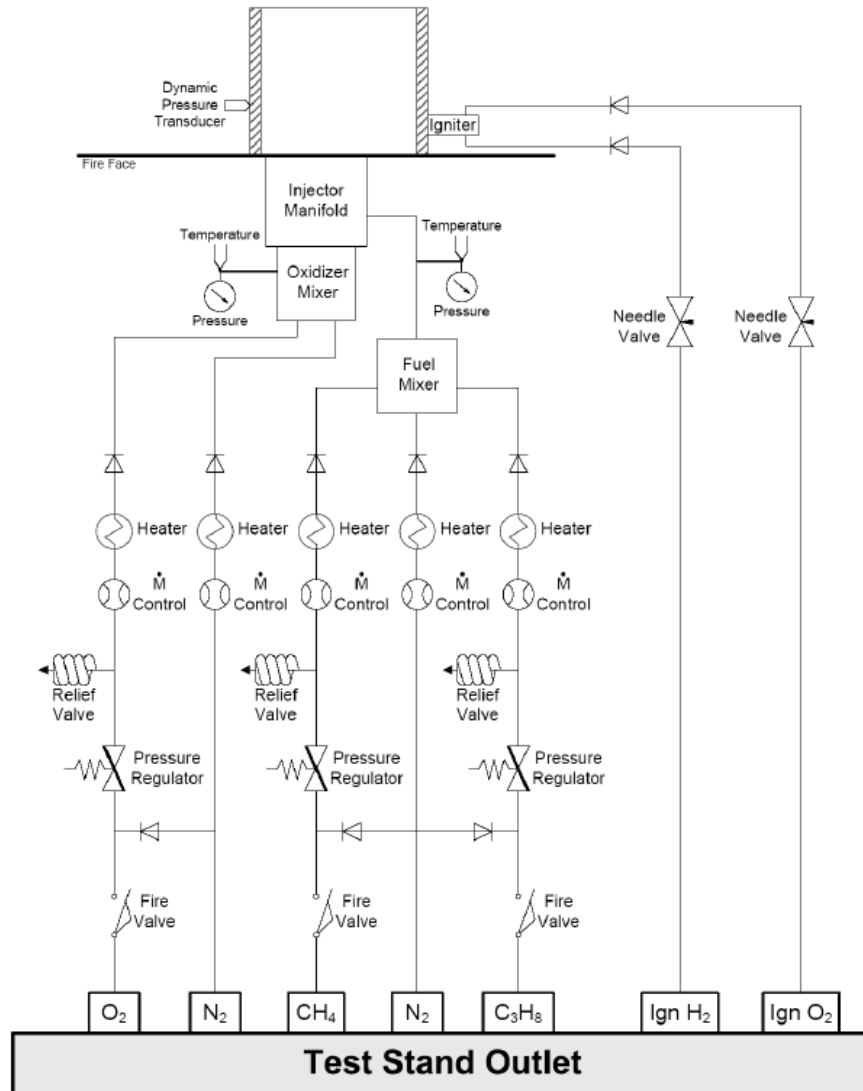 Dynamic
Pressure
Transducer
Igniter
Fire Face
Injector
Manifold
Temperature
Temperature
Oxidizer
Mixer
Pressure
Pressure
Needle
Valve
Needle
Valve
Fuel
Mixer
Heater
Heater
Heater
Heater
Heater
Ṁ
Control
Ṁ
Control
Ṁ
Control
Ṁ
Control
Ṁ
Control
Relief
Valve
Relief
Valve
Relief
Valve
Pressure
Regulator
Pressure
Regulator
Pressure
Regulator
Fire
Valve
Fire
Valve
Fire
Valve
O₂
N₂
CH₄
N₂
C₃H₈
Ign H₂
Ign O₂
Test Stand Outlet